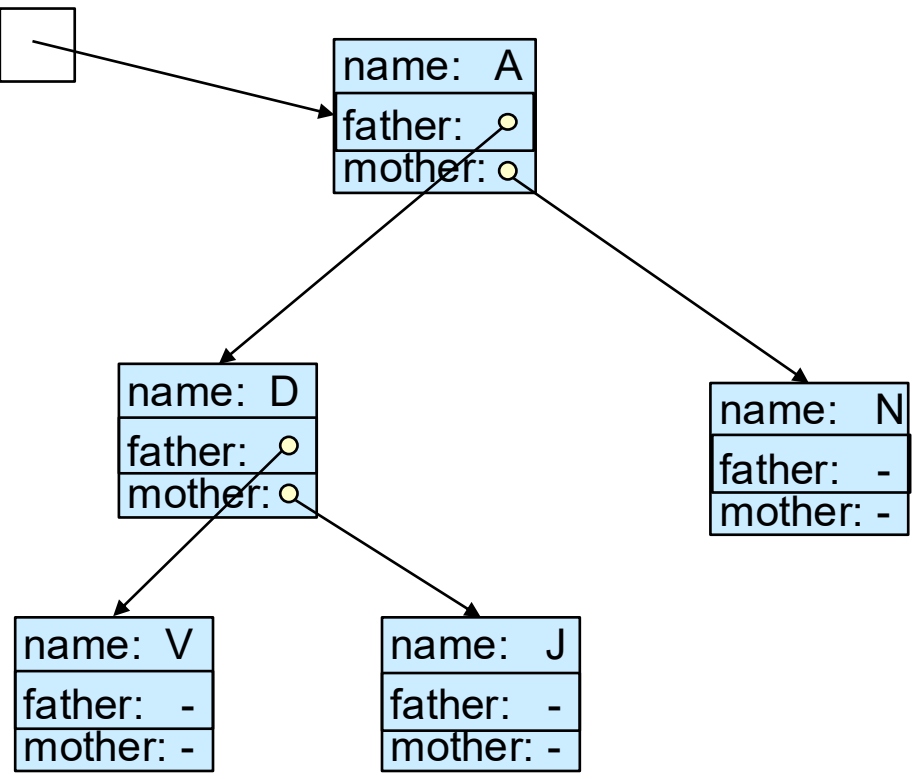 name: A
father:
mother:
name: D
father:
mother:
name: N
father: -
mother: -
name: V
father: -
mother: -
name: J
father: -
mother: -